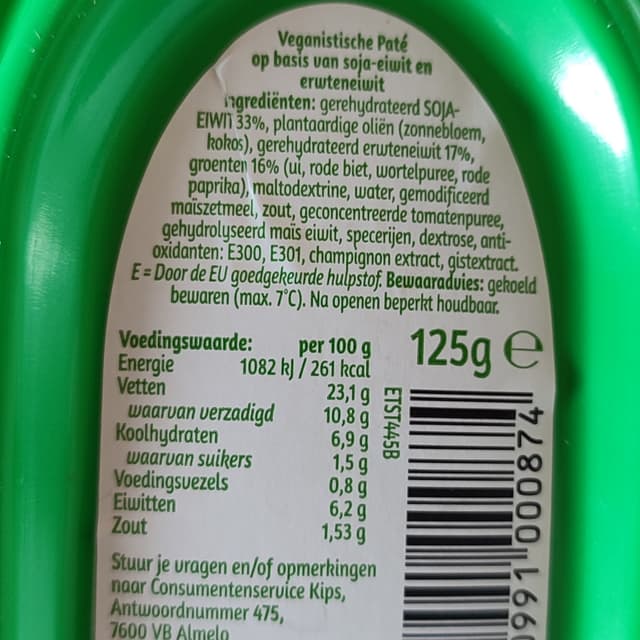 Veganistische Paté
op basis van soja-eiwit en
erwteneiwit
Ingrediënten: gerehydrateerd SOJA-
EIWIT 33%, plantaardige oliën (zonnebloem,
kokos), gerehydrateerd erwteneiwit 17%,
groenten 16% (ui, rode biet, wortelpuree, rode
paprika), maltodextrine, water, gemodificeerd
maïszetmeel, zout, geconcentreerde tomatenpuree,
gehydrolyseerd maïs eiwit, specerijen, dextrose, anti-
oxidanten: E300, E301, champignon extract, gistextract.
E = Door de EU goedgekeurde hulpstof. Bewaaradvies: gekoeld
bewaren (max. 7°C). Na openen beperkt houdbaar.
Voedingswaarde: per 100 g
Energie 1082 kJ / 261 kcal
Vetten 23,1 g
waarvan verzadigd 10,8 g
Koolhydraten 6,9 g
waarvan suikers 1,5 g
Voedingsvezels 0,8 g
Eiwitten 6,2 g
Zout 1,53 g
125g e
ETST445B
991 000874
Stuur je vragen en/of opmerkingen
naar Consumentenservice Kips,
Antwoordnummer 475,
7600 VB Almelo